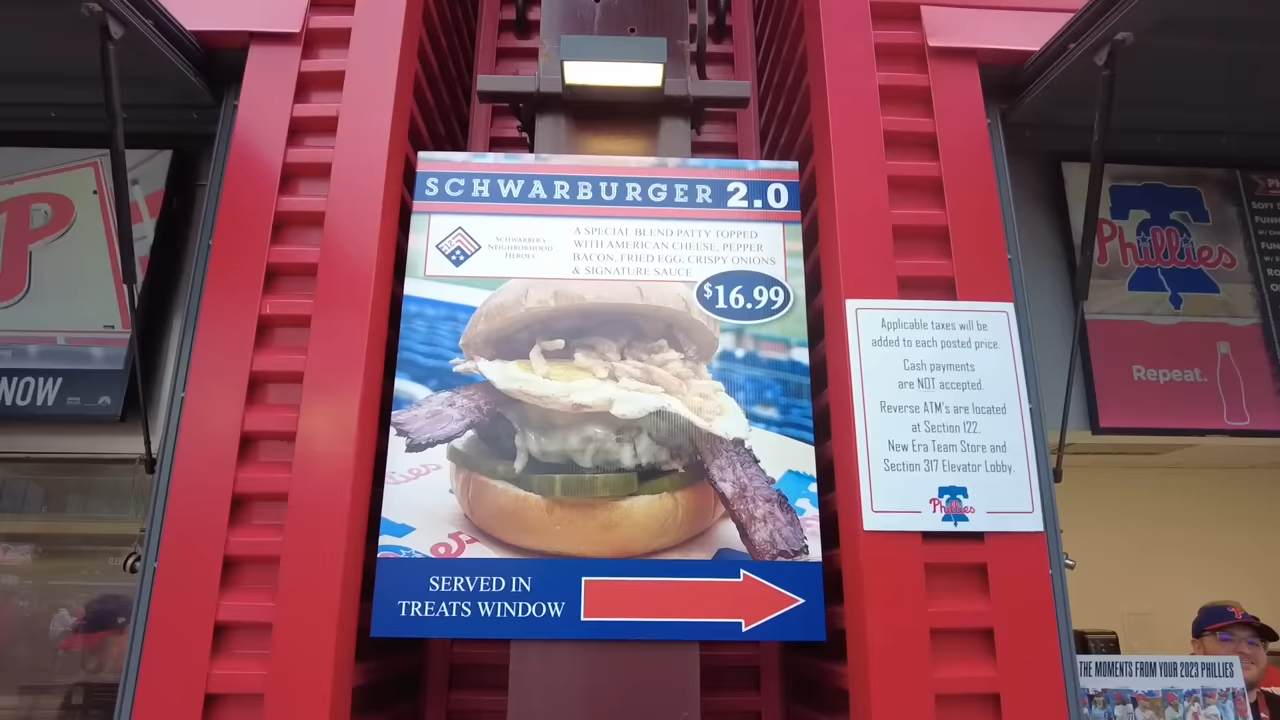 SCHWARBURGER 2.0
SCHWARBER'S
NEIGHBORHOOD
HEROES
A SPECIAL BLEND PATTY TOPPED
WITH AMERICAN CHEESE, PEPPER
BACON, FRIED EGG, CRISPY ONIONS
& SIGNATURE SAUCE
$16.99
SERVED IN
TREATS WINDOW
Applicable taxes will be
added to each posted price.
Cash payments
are NOT accepted.
Reverse ATM's are located
at Section 122,
New Era Team Store and
Section 317 Elevator Lobby.
Phillies
P
NOW
Phillies
Repeat.
THE MOMENTS FROM YOUR 2023 PHILLIES